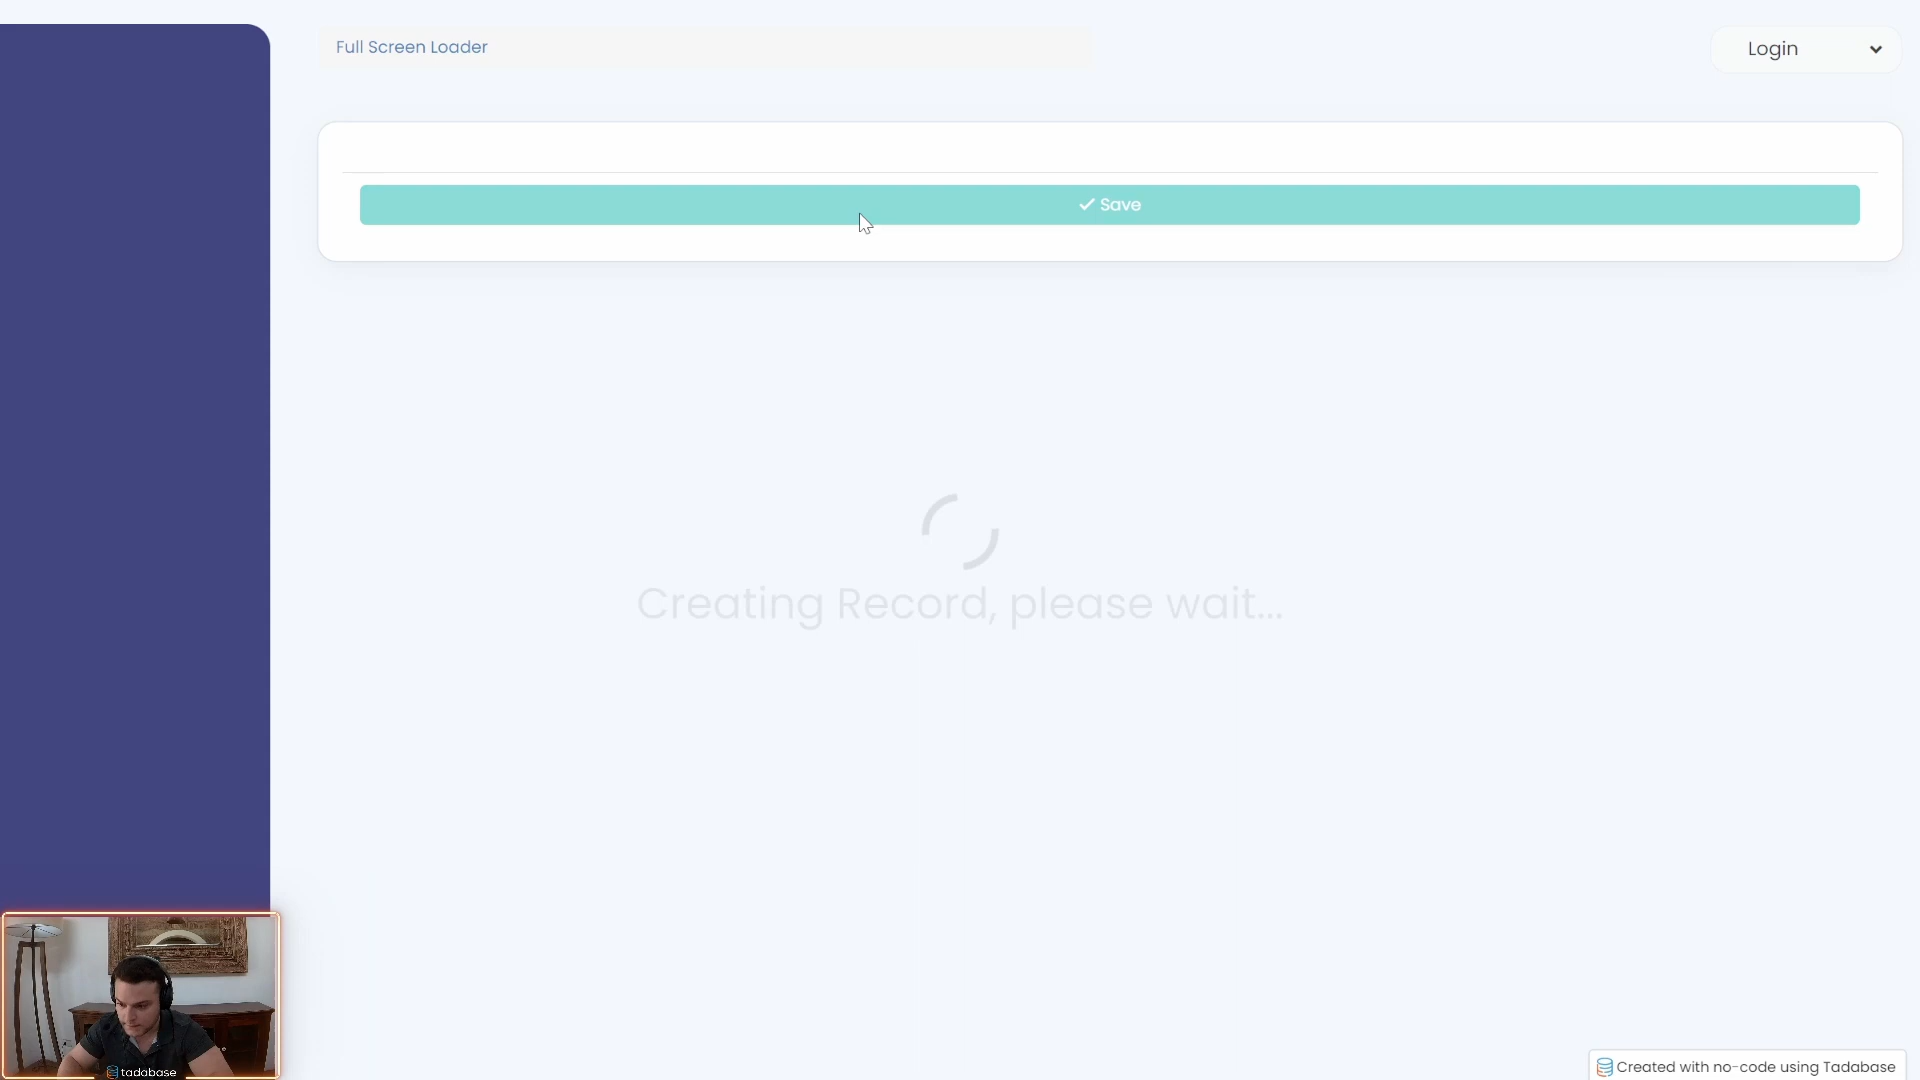 Full Screen Loader
Login
Save
Creating Record, please wait...
tadabase
Created with no-code using Tadabase